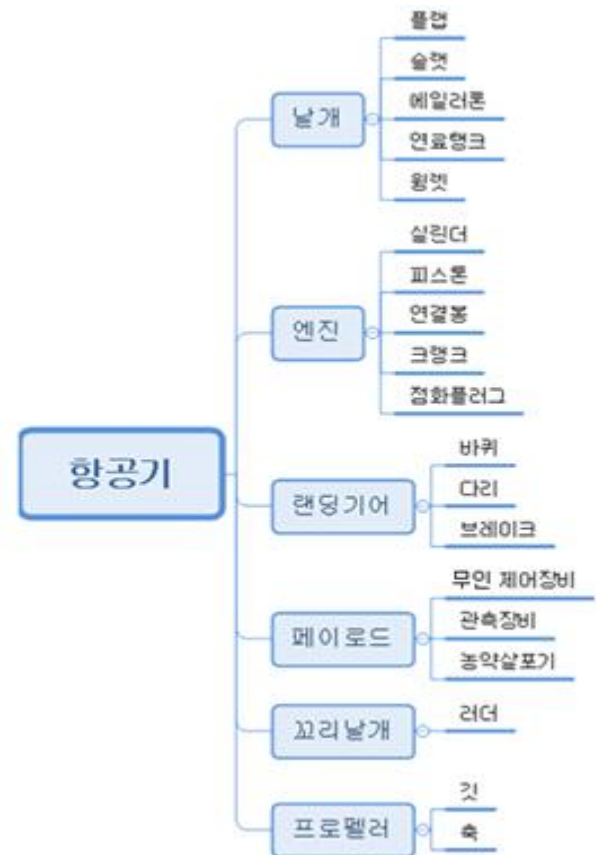 항공기
날개
플랩
슬랫
에일러론
연료탱크
윙렛
엔진
실린더
피스톤
연결봉
크랭크
점화플러그
랜딩기어
바퀴
다리
브레이크
페이로드
무인 제어장비
관측장비
농약살포기
꼬리날개
러더
프로펠러
깃
축